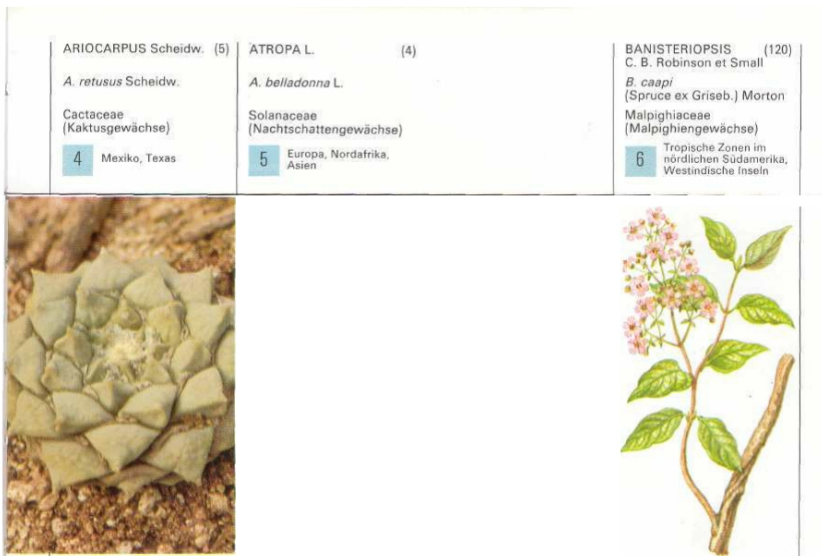 ARIOCARPUS Scheidw. (5)
A. retusus Scheidw.
Cactaceae
(Kaktusgewächse)
4 Mexiko, Texas
ATROPA L. (4)
A. belladonna L.
Solanaceae
(Nachtschattengewächse)
5 Europa, Nordafrika,
Asien
BANISTERIOPSIS (120)
C. B. Robinson et Small
B. caapi
(Spruce ex Griseb.) Morton
Malpighiaceae
(Malpighiengewächse)
6 Tropische Zonen im
nördlichen Südamerika,
Westindische Inseln